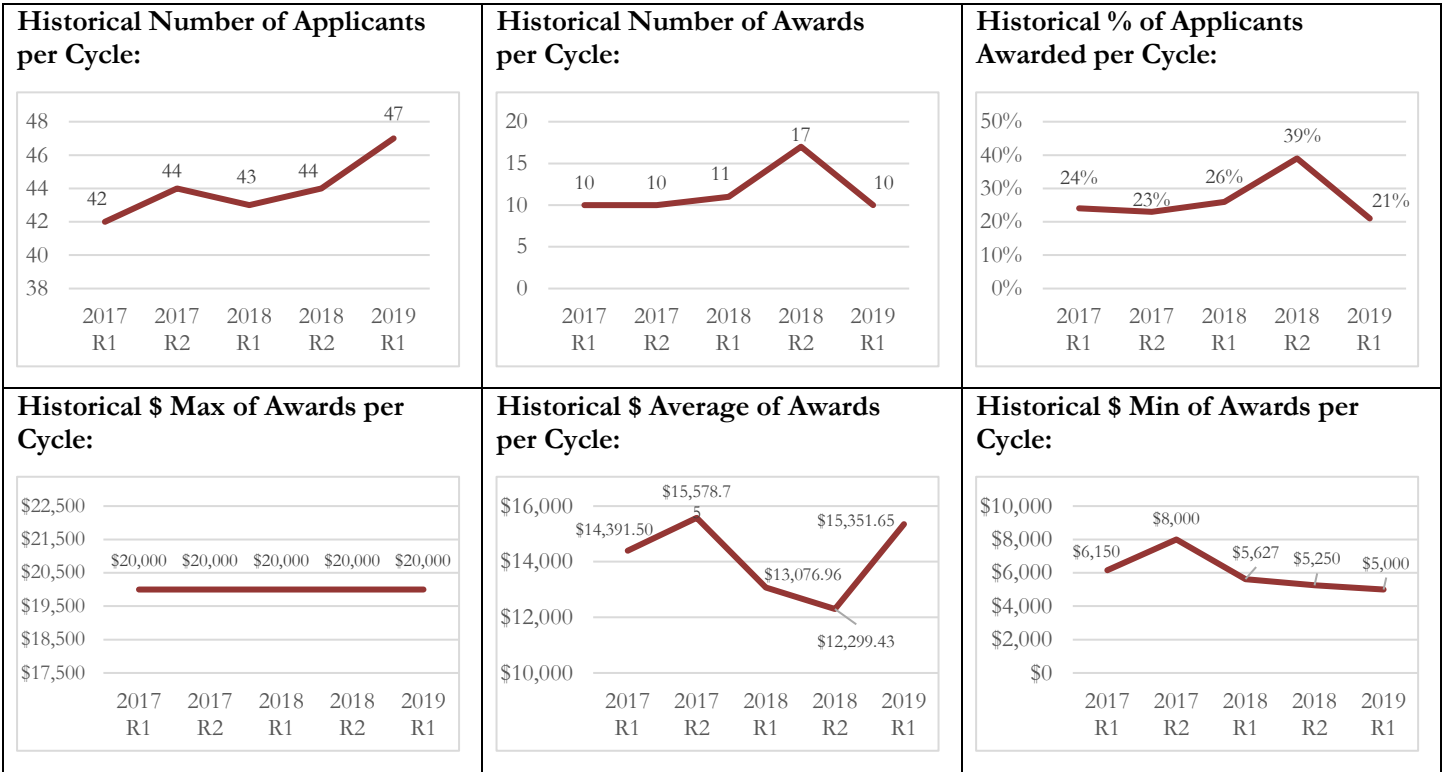 Historical Number of Applicants
per Cycle:
48
46
44
42
40
38
42
44
43
44
47
2017 2017 2018 2018 2019
R1 R2 R1 R2 R1
Historical Number of Awards
per Cycle:
20
15
10
5
0
10
10
11
17
10
2017 2017 2018 2018 2019
R1 R2 R1 R2 R1
Historical % of Applicants
Awarded per Cycle:
50%
40%
30%
20%
10%
0%
24%
23%
26%
39%
21%
2017 2017 2018 2018 2019
R1 R2 R1 R2 R1
Historical $ Max of Awards per
Cycle:
$22,500
$21,500
$20,500
$19,500
$18,500
$17,500
$20,000 $20,000 $20,000 $20,000 $20,000
2017 2017 2018 2018 2019
R1 R2 R1 R2 R1
Historical $ Average of Awards
per Cycle:
$16,000
$14,000
$12,000
$10,000
$14,391.50
$15,578.7
5
$13,076.96
$12,299.43
$15,351.65
2017 2017 2018 2018 2019
R1 R2 R1 R2 R1
Historical $ Min of Awards per
Cycle:
$10,000
$8,000
$6,000
$4,000
$2,000
$0
$6,150
$8,000
$5,627
$5,250
$5,000
2017 2017 2018 2018 2019
R1 R2 R1 R2 R1